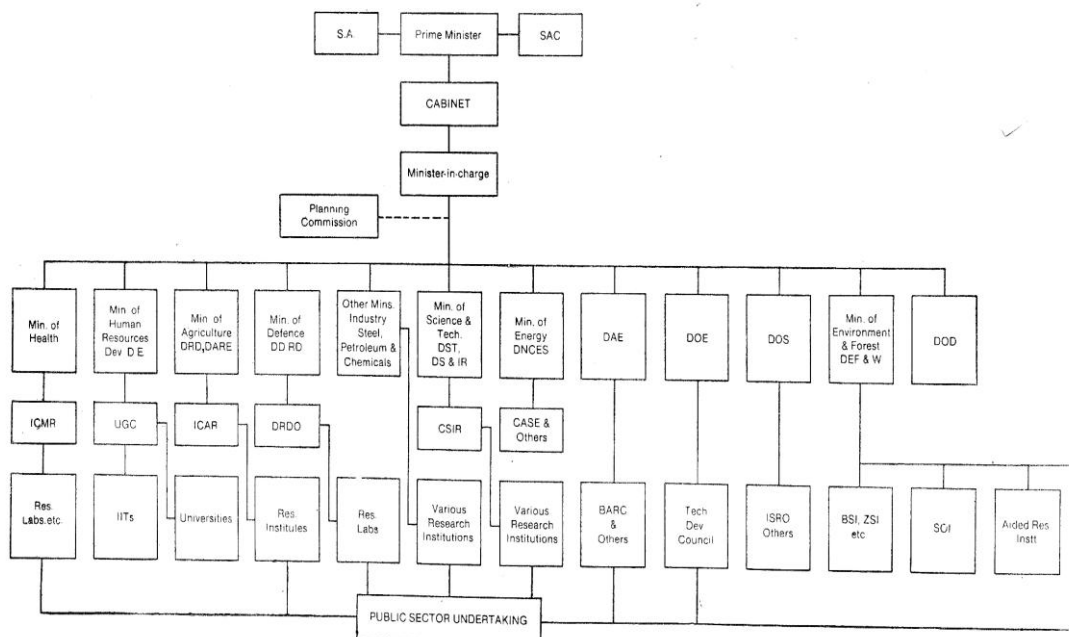 S.A
Prime Minister
SAC
CABINET
Minister-in-charge
Planning
Commission
Min. of
Health
Min. of
Human
Resources
Dev D E
Min of
Agriculture
DRD,DARE
Min. of
Defence
DD RD
Other Mins.
Industry
Steel,
Petroleum &
Chemicals
Min. of
Science &
Tech.
DST,
DS & IR
Min. of
Energy
DNCES
DAE
DOE
DOS
Min. of
Environment
& Forest
DEF & W
DOD
ICMR
UGC
ICAR
DRDO
CSIR
CASE &
Others
Res.
Labs.etc.
IITs
Universities
Res.
Institules
Res.
Labs
Various
Research
Institutions
Various
Research
Institutions
BARC
&
Others
Tech
Dev
Council
ISRO
Others
BSI, ZSI
etc
SOI
Aided Res
Instt
PUBLIC SECTOR UNDERTAKING